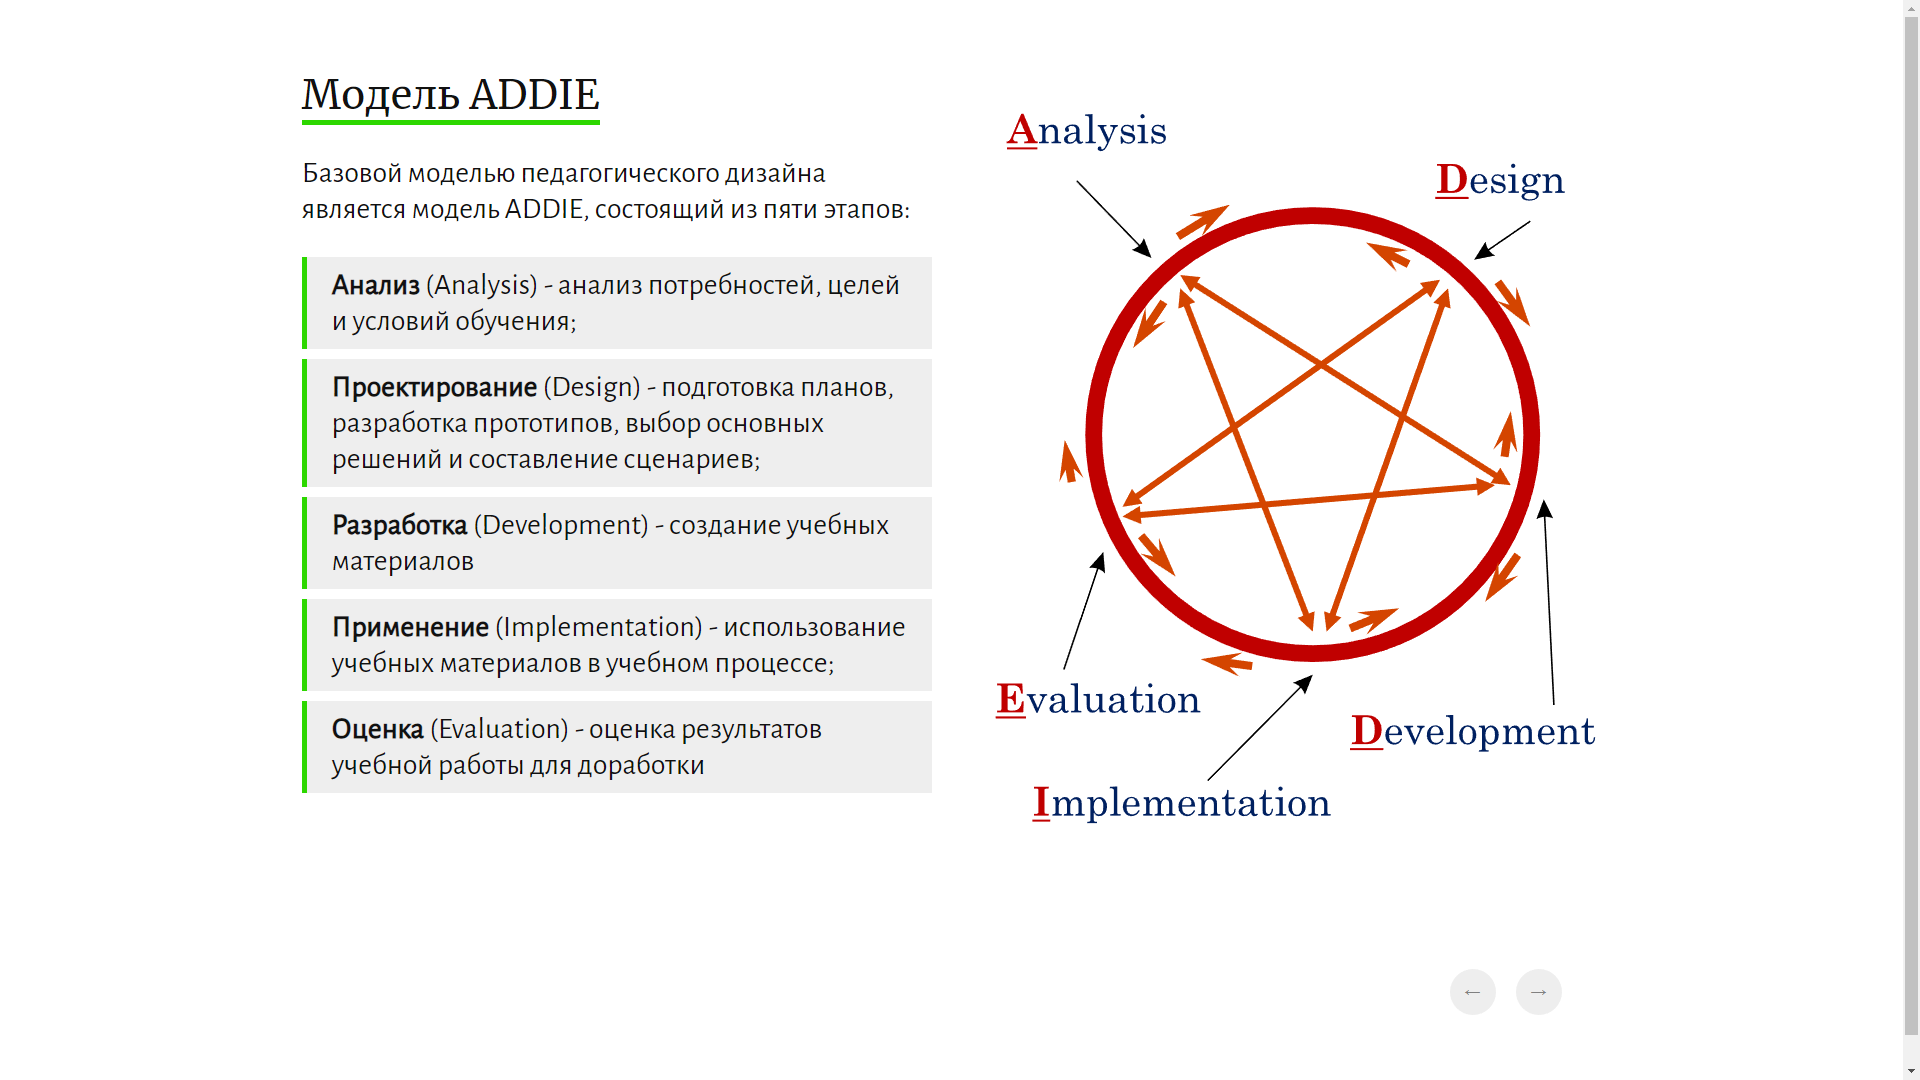 Модель ADDIE
Базовой моделью педагогического дизайна
является модель ADDIE, состоящий из пяти этапов:
Анализ (Analysis) - анализ потребностей, целей
и условий обучения;
Проектирование (Design) - подготовка планов,
разработка прототипов, выбор основных
решений и составление сценариев;
Разработка (Development) - создание учебных
материалов
Применение (Implementation) - использование
учебных материалов в учебном процессе;
Оценка (Evaluation) - оценка результатов
учебной работы для доработки
Analysis
Design
Evaluation
Development
Implementation
← →